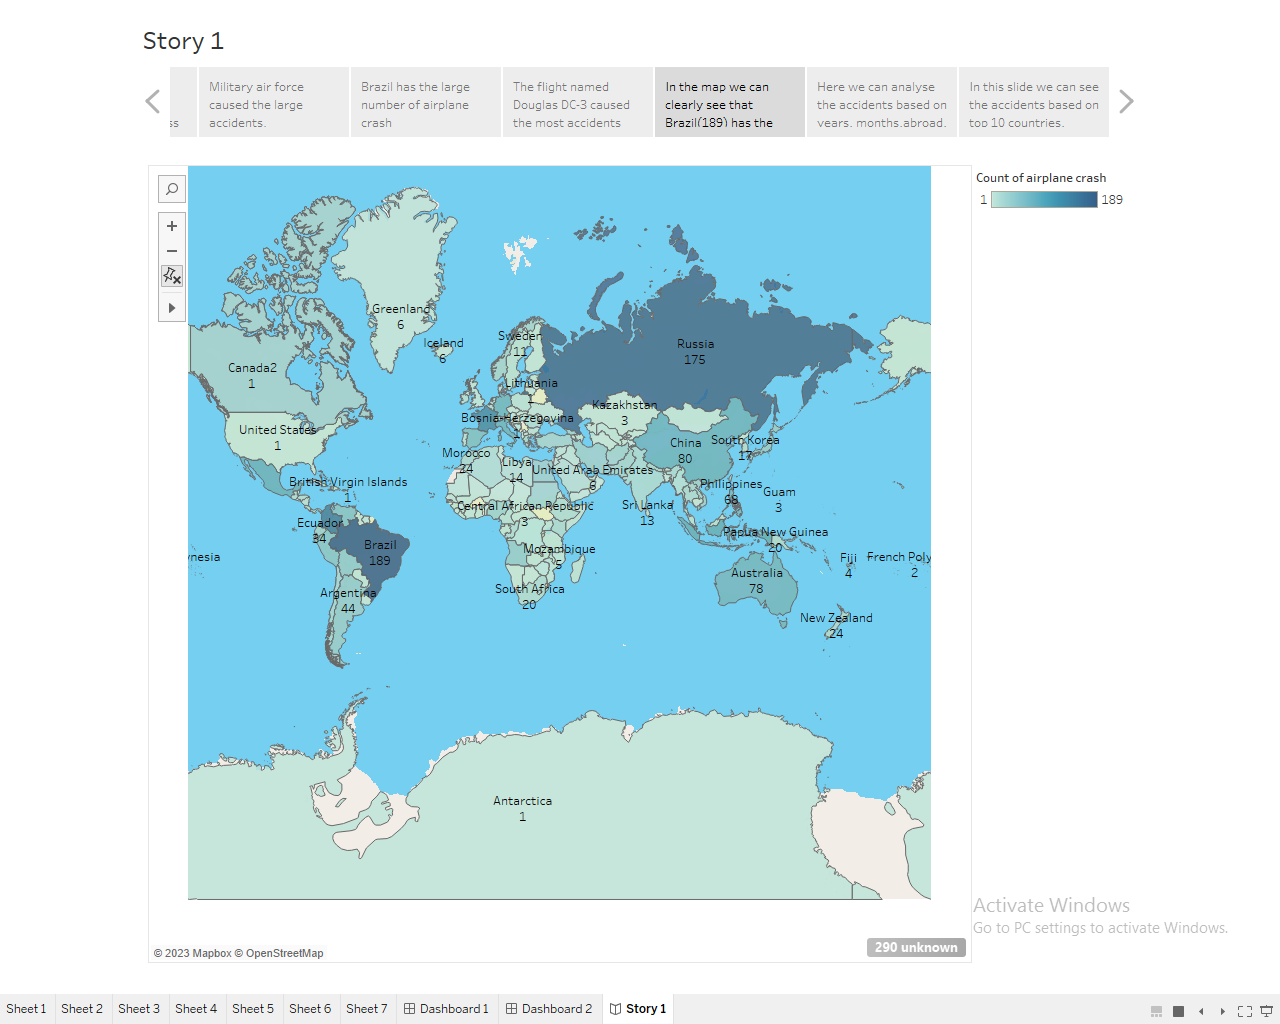 Story 1
ss
Military air force
caused the large
accidents.
Brazil has the large
number of airplane
crash
The flight named
Douglas DC-3 caused
the most accidents
In the map we can
clearly see that
Brazil(189) has the
Here we can analyse
the accidents based on
years, months,abroad.
In this slide we can see
the accidents based on
top 10 countries.
Count of airplane crash
1
189
Greenland
6
Iceland
6
Sweden
11
Russia
175
Canada2
1
Lithuania
1
Kazakhstan
3
Bosnia-Herzegovina
1
United States
1
China
80
South Korea
17
Morocco
24
Libya
14
United Arab Emirates
6
British Virgin Islands
1
Philippines
68
Guam
3
Central African Republic
3
Sri Lanka
13
Ecuador
34
Brazil
189
Papua New Guinea
20
Mozambique
5
nesia
Fiji
4
French Poly
2
Argentina
44
South Africa
20
Australia
78
New Zealand
24
Antarctica
1
Activate Windows
Go to PC settings to activate Windows.
290 unknown
© 2023 Mapbox © OpenStreetMap
Sheet 1
Sheet 2
Sheet 3
Sheet 4
Sheet 5
Sheet 6
Sheet 7
Dashboard 1
Dashboard 2
Story 1